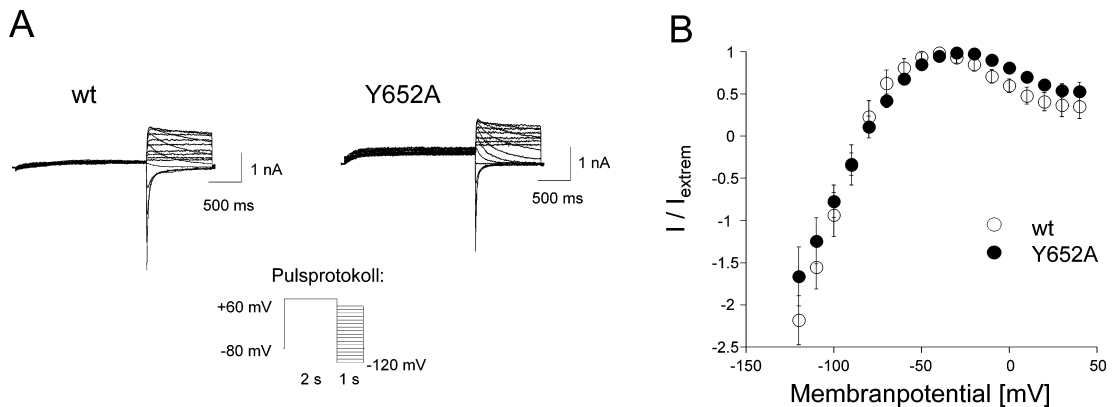 A
wt
Y652A
1 nA
500 ms
1 nA
500 ms
Pulsprotokoll:
+60 mV
-80 mV
-120 mV
2 s
1 s
B
1
0.5
0
-0.5
-1
1.5
-2
-2.5
-150
-100
-50
0
50
I / Iextrem
Membranpotential [mV]
wt
Y652A